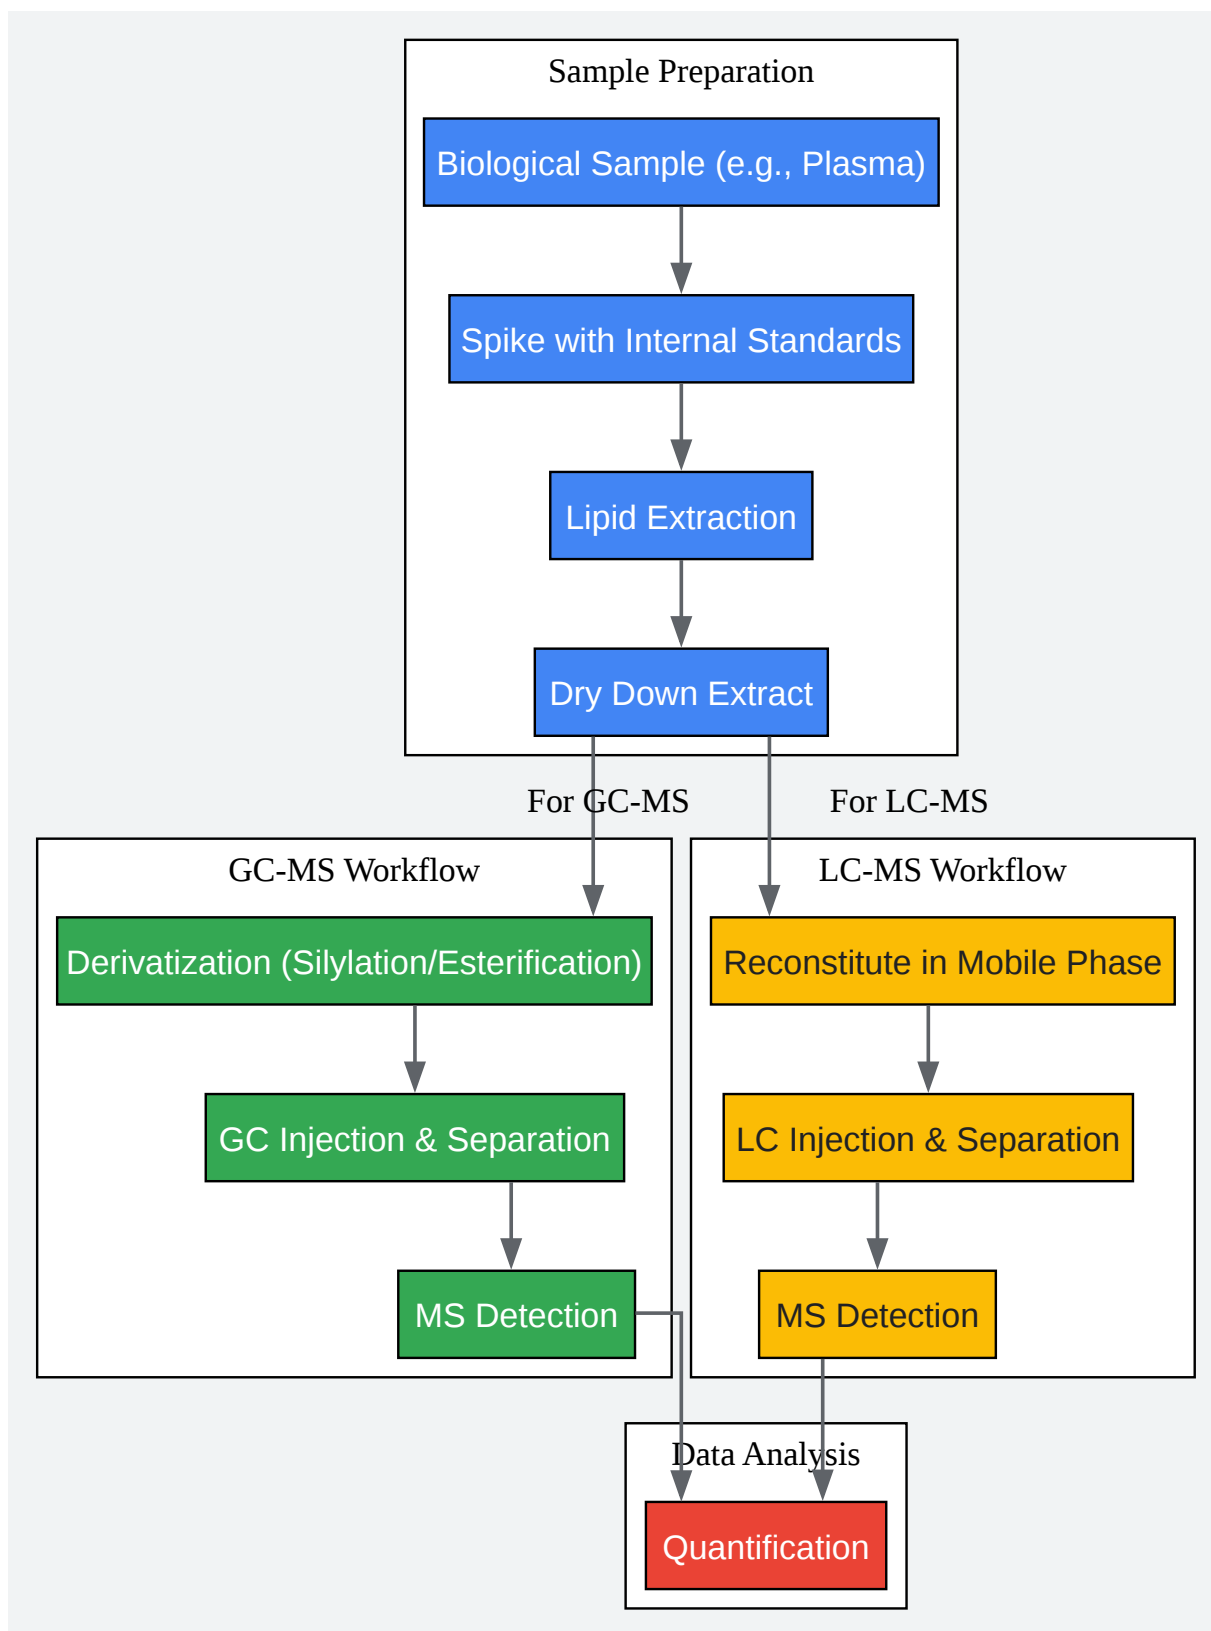 Sample Preparation
Biological Sample (e.g., Plasma)
Spike with Internal Standards
Lipid Extraction
Dry Down Extract
For GC-MS
For LC-MS
GC-MS Workflow
Derivatization (Silylation/Esterification)
GC Injection & Separation
MS Detection
LC-MS Workflow
Reconstitute in Mobile Phase
LC Injection & Separation
MS Detection
Data Analysis
Quantification